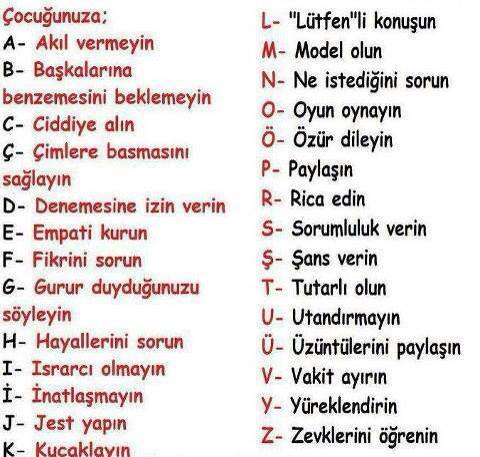 Çocuğunuza;
A- Akıl vermeyin
B- Başkalarına
benzemesini beklemeyin
C- Ciddiye alın
Ç- Çimlere basmasını
sağlayın
D- Denemesine izin verin
E- Empati kurun
F- Fikrini sorun
G- Gurur duyduğunuzu
söyleyin
H- Hayallerini sorun
I- Israrcı olmayın
İ- İnatlaşmayın
J- Jest yapın
K- Kucaklayın
L- "Lütfen"li konuşun
M- Model olun
N- Ne istediğini sorun
O- Oyun oynayın
Ö- Özür dileyin
P- Paylaşın
R- Rica edin
S- Sorumluluk verin
Ş- Şans verin
T- Tutarlı olun
U- Utandırmayın
Ü- Üzüntülerini paylaşın
V- Vakit ayırın
Y- Yüreklendirin
Z- Zevklerini öğrenin